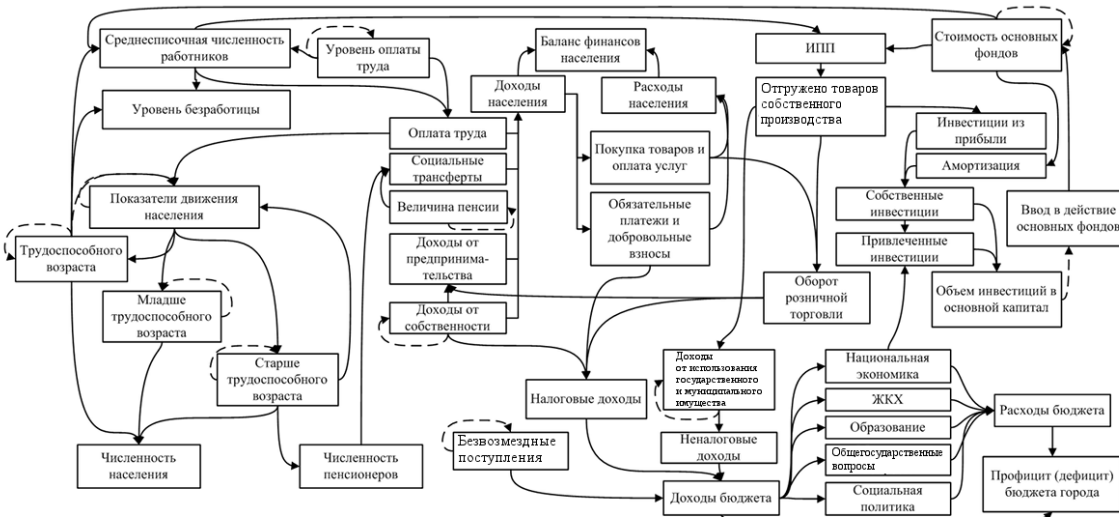 Среднесписочная численность
работников
Уровень оплаты
труда
Баланс финансов
населения
ИПП
Стоимость основных
фондов
Уровень безработицы
Доходы
населения
Расходы
населения
Отгружено товаров
собственного
производства
Инвестиции из
прибыли
Амортизация
Оплата труда
Социальные
трансферты
Величина пенсии
Доходы от
предпринима-
тельства
Доходы от
собственности
Покупка товаров и
оплата услуг
Обязательные
платежи и
добровольные
взносы
Собственные
инвестиции
Привлеченные
инвестиции
Ввод в действие
основных фондов
Показатели движения
населения
Трудоспособного
возраста
Младше
трудоспособного
возраста
Старше
трудоспособного
возраста
Оборот
розничной
торговли
Объем инвестиций в
основной капитал
Численность
населения
Численность
пенсионеров
Налоговые доходы
Доходы
от использования
государственного
и муниципального
имущества
Национальная
экономика
ЖКХ
Образование
Общегосударственные
вопросы
Социальная
политика
Расходы бюджета
Безвозмездные
поступления
Неналоговые
доходы
Доходы бюджета
Профицит (дефицит)
бюджета города